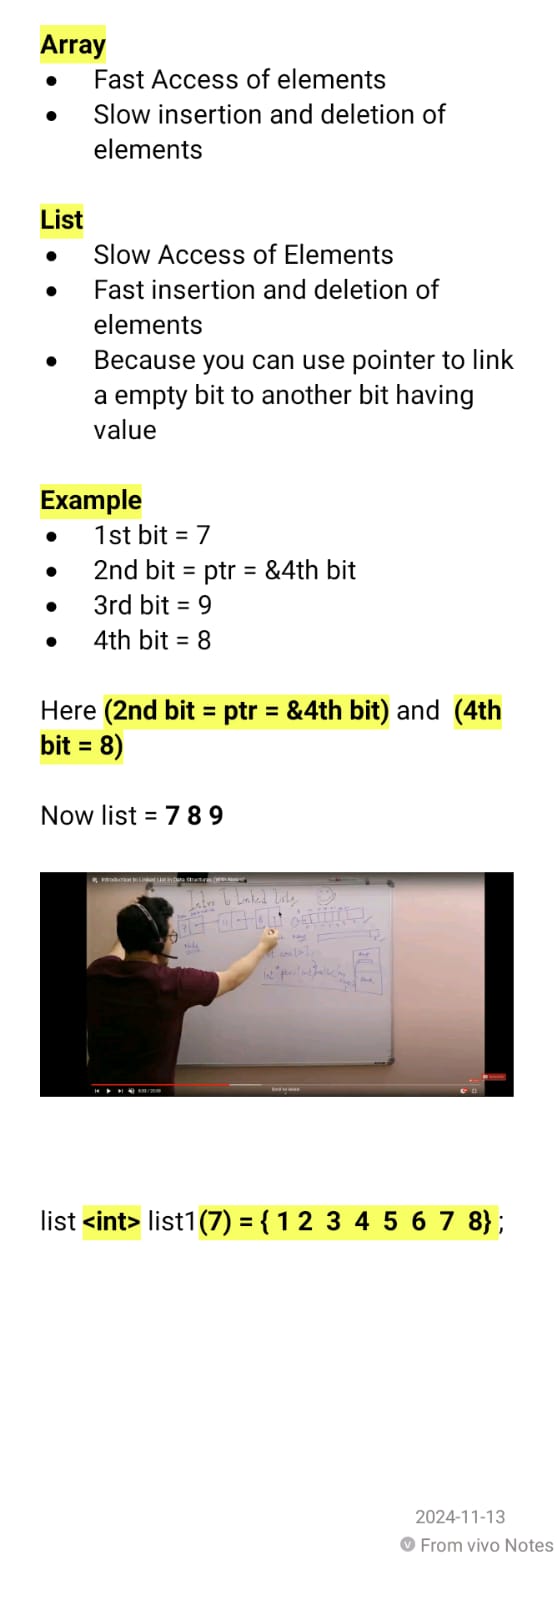 Array
• Fast Access of elements
• Slow insertion and deletion of
elements
List
• Slow Access of Elements
• Fast insertion and deletion of
elements
• Because you can use pointer to link
a empty bit to another bit having
value
Example
• 1st bit = 7
• 2nd bit = ptr = &4th bit
• 3rd bit = 9
• 4th bit = 8
Here (2nd bit = ptr = &4th bit) and (4th
bit = 8)
Now list = 7 8 9
Introduction to Linked List in Data Structures
Intro To Linked Lists
list <int> list1(7) = { 1 2 3 4 5 6 7 8} ;
2024-11-13
From vivo Notes